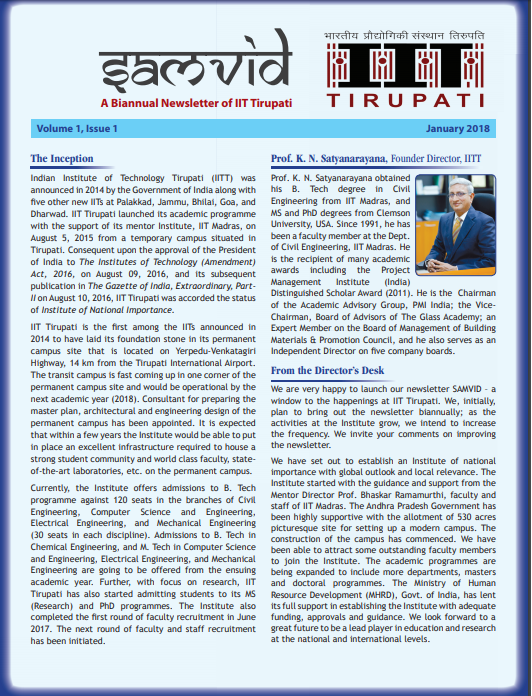 samvid
A Biannual Newsletter of IIT Tirupati
भारतीय प्रौद्योगिकी संस्थान तिरुपति
TIRUPATI
Volume 1, Issue 1
January 2018
The Inception
Indian Institute of Technology Tirupati (IITT) was
announced in 2014 by the Government of India along with
five other new IITs at Palakkad, Jammu, Bhilai, Goa, and
Dharwad. IIT Tirupati launched its academic programme
with the support of its mentor Institute, IIT Madras, on
August 5, 2015 from a temporary campus situated in
Tirupati. Consequent upon the approval of the President
of India to The Institutes of Technology (Amendment)
Act, 2016, on August 09, 2016, and its subsequent
publication in The Gazette of India, Extraordinary, Part-
II on August 10, 2016, IIT Tirupati was accorded the status
of Institute of National Importance.
IIT Tirupati is the first among the IITs announced in
2014 to have laid its foundation stone in its permanent
campus site that is located on Yerpedu-Venkatagiri
Highway, 14 km from the Tirupati International Airport.
The transit campus is fast coming up in one corner of the
permanent campus site and would be operational by the
next academic year (2018). Consultant for preparing the
master plan, architectural and engineering design of the
permanent campus has been appointed. It is expected
that within a few years the Institute would be able to put
in place an excellent infrastructure required to house a
strong student community and world class faculty, state-
of-the-art laboratories, etc. on the permanent campus.
Currently, the Institute offers admissions to B. Tech
programme against 120 seats in the branches of Civil
Engineering, Computer Science and Engineering,
Electrical Engineering, and Mechanical Engineering
(30 seats in each discipline). Admissions to B. Tech in
Chemical Engineering, and M. Tech in Computer Science
and Engineering, Electrical Engineering, and Mechanical
Engineering are going to be offered from the ensuing
academic year. Further, with focus on research, IIT
Tirupati has also started admitting students to its MS
(Research) and PhD programmes. The Institute also
completed the first round of faculty recruitment in June
2017. The next round of faculty and staff recruitment
has been initiated.
Prof. K. N. Satyanarayana, Founder Director, IITT
Prof. K. N. Satyanarayana obtained
his B. Tech degree in Civil
Engineering from IIT Madras, and
MS and PhD degrees from Clemson
University, USA. Since 1991, he has
been a faculty member at the Dept.
of Civil Engineering, IIT Madras. He
is the recipient of many academic
awards including the Project
Management Institute (India)
Distinguished Scholar Award (2011). He is the Chairman
of the Academic Advisory Group, PMI India; the Vice-
Chairman, Board of Advisors of The Glass Academy; an
Expert Member on the Board of Management of Building
Materials & Promotion Council, and he also serves as an
Independent Director on five company boards.
From the Director's Desk
We are very happy to launch our newsletter SAMVID – a
window to the happenings at IIT Tirupati. We, initially,
plan to bring out the newsletter biannually; as the
activities at the Institute grow, we intend to increase
the frequency. We invite your comments on improving
the newsletter.
We have set out to establish an Institute of national
importance with global outlook and local relevance. The
Institute started with the guidance and support from the
Mentor Director Prof. Bhaskar Ramamurthi, faculty and
staff of IIT Madras. The Andhra Pradesh Government has
been highly supportive with the allotment of 530 acres
picturesque site for setting up a modern campus. The
construction of the campus has commenced. We have
been able to attract some outstanding faculty members
to join the Institute. The academic programmes are
being expanded to include more departments, masters
and doctoral programmes. The Ministry of Human
Resource Development (MHRD), Govt. of India, has lent
its full support in establishing the Institute with adequate
funding, approvals and guidance. We look forward to a
great future to be a lead player in education and research
at the national and international levels.